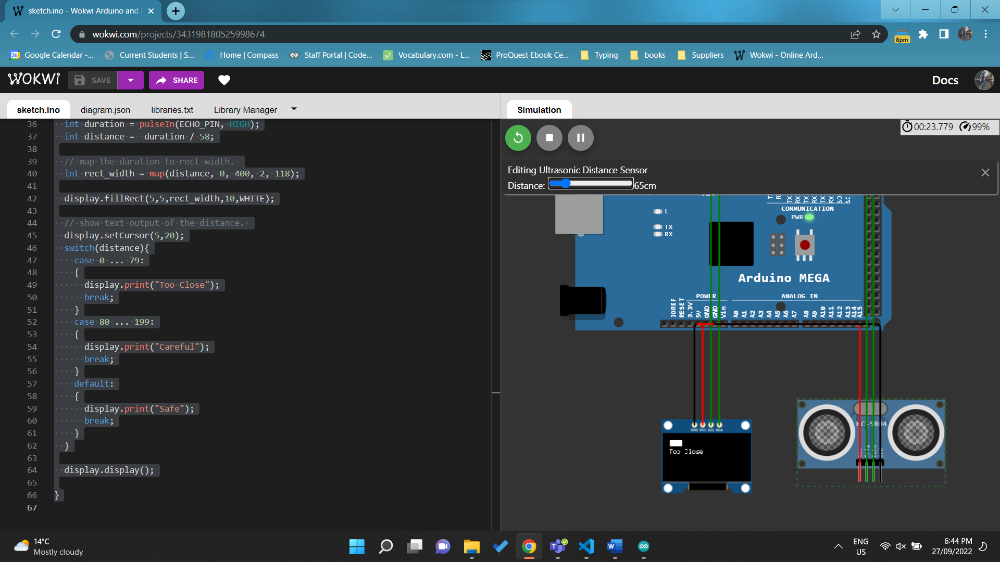 sketch.ino - Wokwi Arduino and
wokwi.com/projects/343198180525998674
8pm
26
Google Calendar -...
Current Students | S...
Home | Compass
Staff Portal | Code...
Vocabulary.com - L...
ProQuest Ebook Ce...
Typing
books
Suppliers
Wokwi - Online Ard...
WOKWi
SAVE
SHARE
Docs
sketch.ino
diagram.json
libraries.txt
Library Manager
Simulation
36 int duration = pulseIn(ECHO_PIN, HIGH);
37 int distance =  duration / 58;
38
39 // map the duration to rect width.
40 int rect_width = map(distance, 0, 400, 2, 118);
41
42 display.fillRect(5,5,rect_width,10,WHITE);
43
44 // show text output of the distance.
45 display.setCursor(5,20);
46 switch(distance){
47 case 0 ... 79:
48 {
49 display.print("Too Close");
50 break;
51 }
52 case 80 ... 199:
53 {
54 display.print("Careful");
55 break;
56 }
57 default:
58 {
59 display.print("Safe");
60 break;
61 }
62 }
63
64 display.display();
65
66 }
67
00:23.779 99%
Editing Ultrasonic Distance Sensor
Distance: 65cm
COMMUNICATION
PWR
L
TX
RX
Arduino MEGA
POWER
ANALOG IN
IOREF
RESET
3.3V
5V
GND
GND
Vin
A0
A1
A2
A3
A4
A5
A6
A7
A8
A9
A10
A11
A12
A13
A14
A15
GND VCC SCL SDA
Too Close
HC-SR04
14°C
Mostly cloudy
ENG
US
6:44 PM
27/09/2022